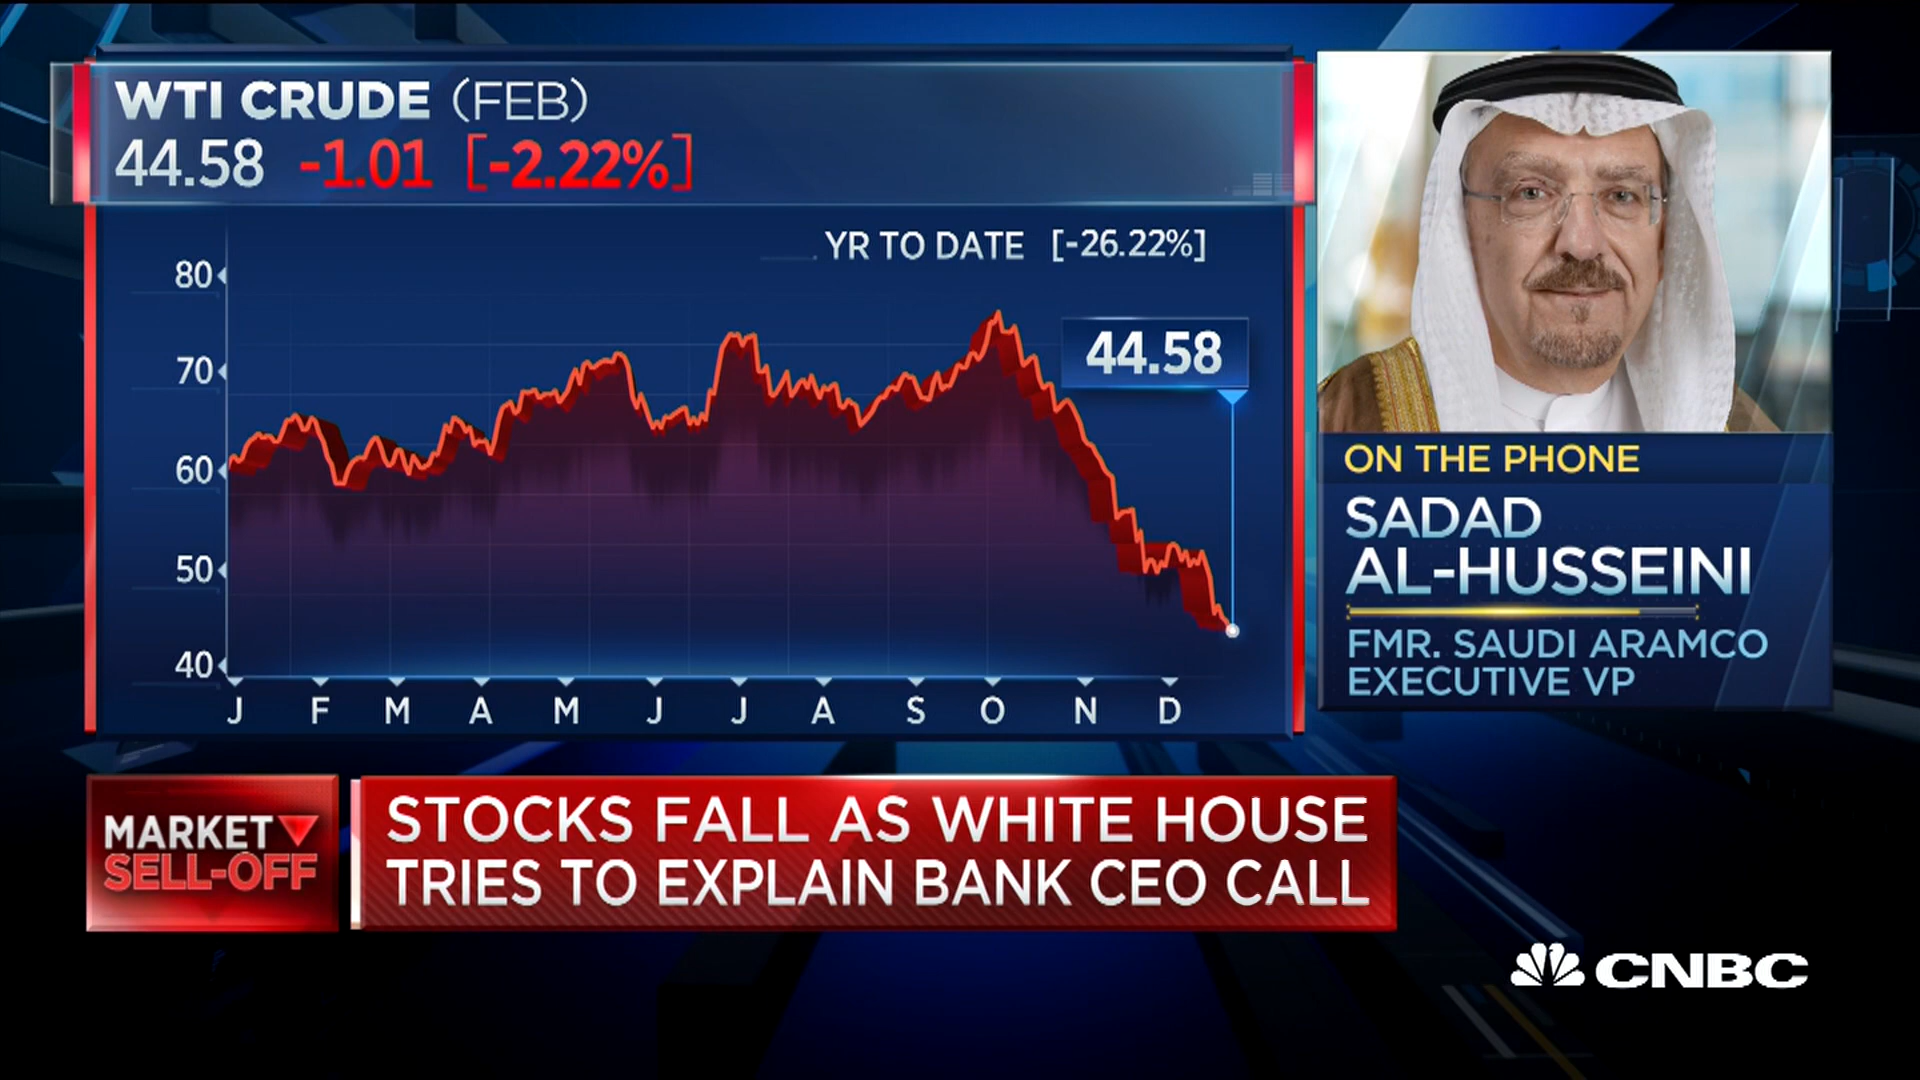 WTI CRUDE (FEB)
44.58 -1.01 [-2.22%]
YR TO DATE [-26.22%]
80
70
60
50
40
44.58
J F M A M J J A S O N D
ON THE PHONE
SADAD
AL-HUSSEINI
FMR. SAUDI ARAMCO
EXECUTIVE VP
MARKET
SELL-OFF
STOCKS FALL AS WHITE HOUSE
TRIES TO EXPLAIN BANK CEO CALL
CNBC